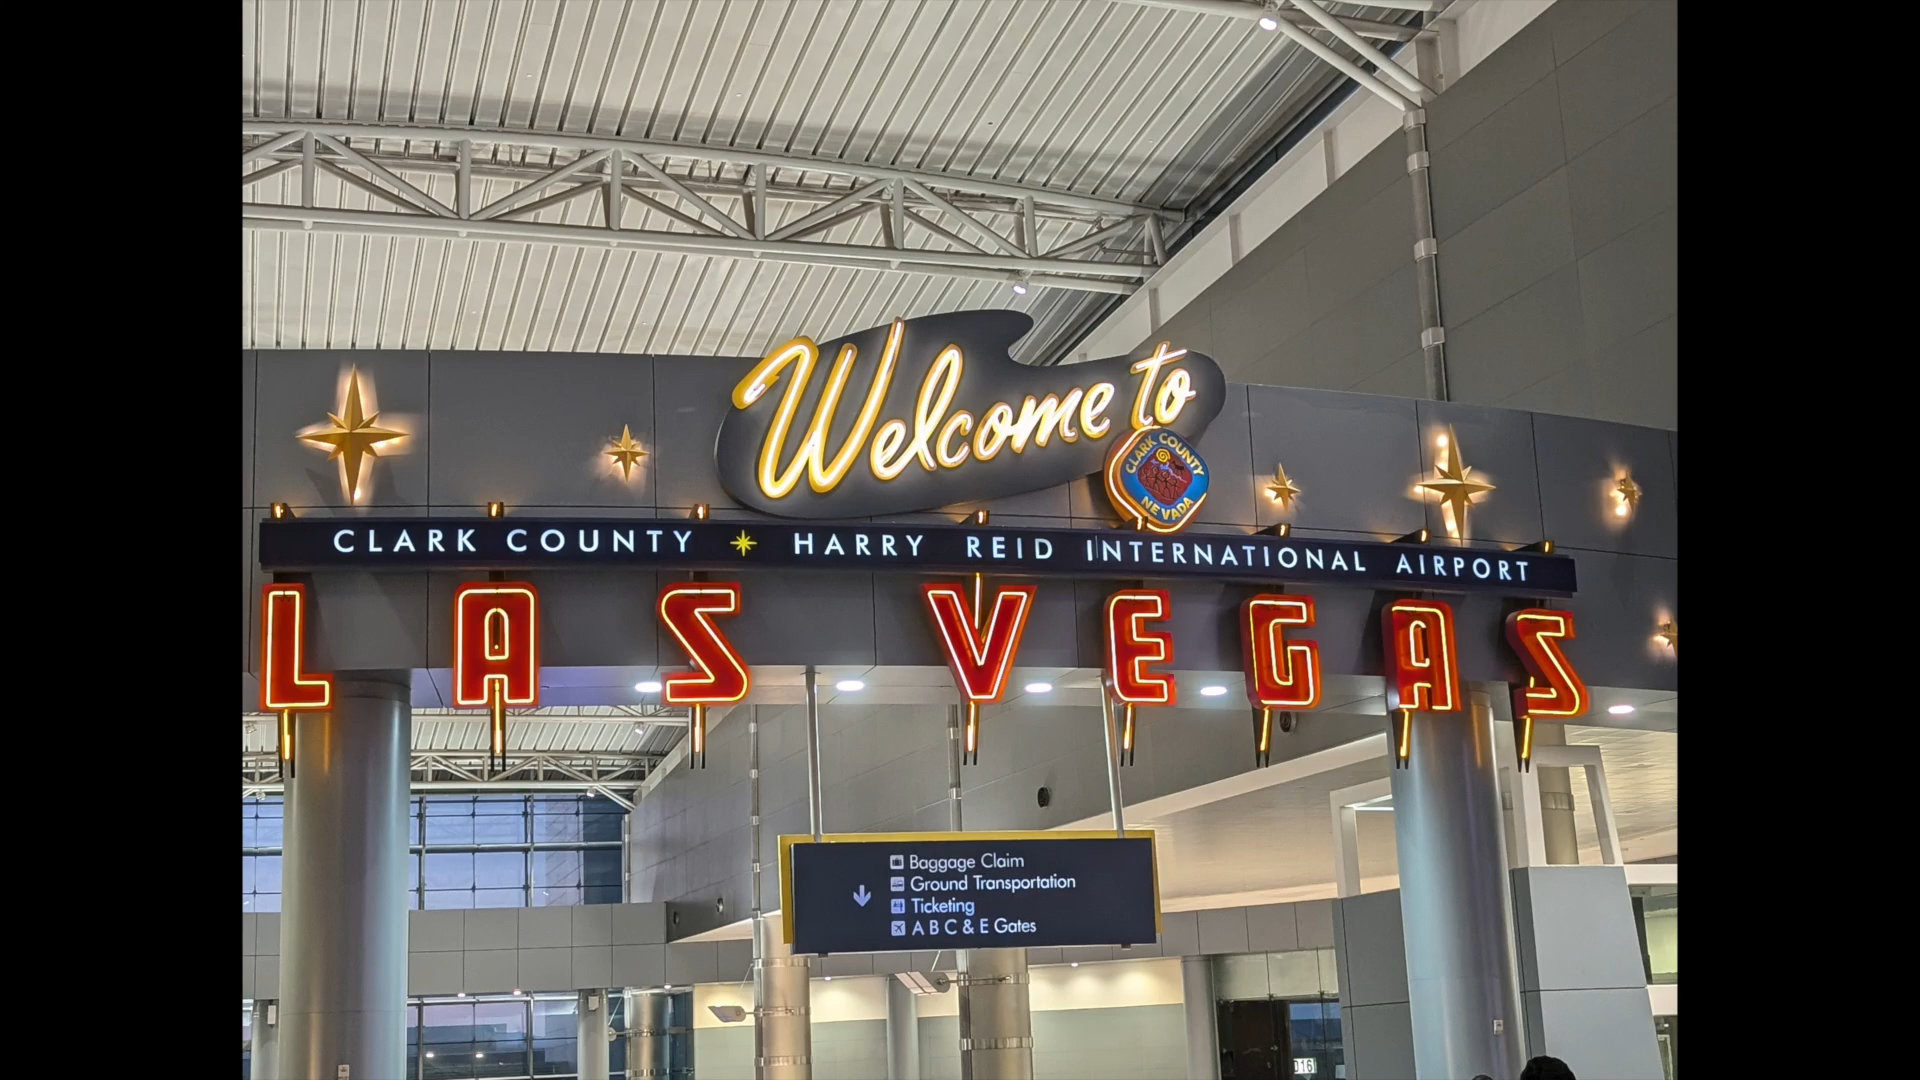 Welcome to
CLARK COUNTY
NEVADA
CLARK COUNTY HARRY REID INTERNATIONAL AIRPORT
LAS VEGAS
Baggage Claim
Ground Transportation
Ticketing
A B C & E Gates